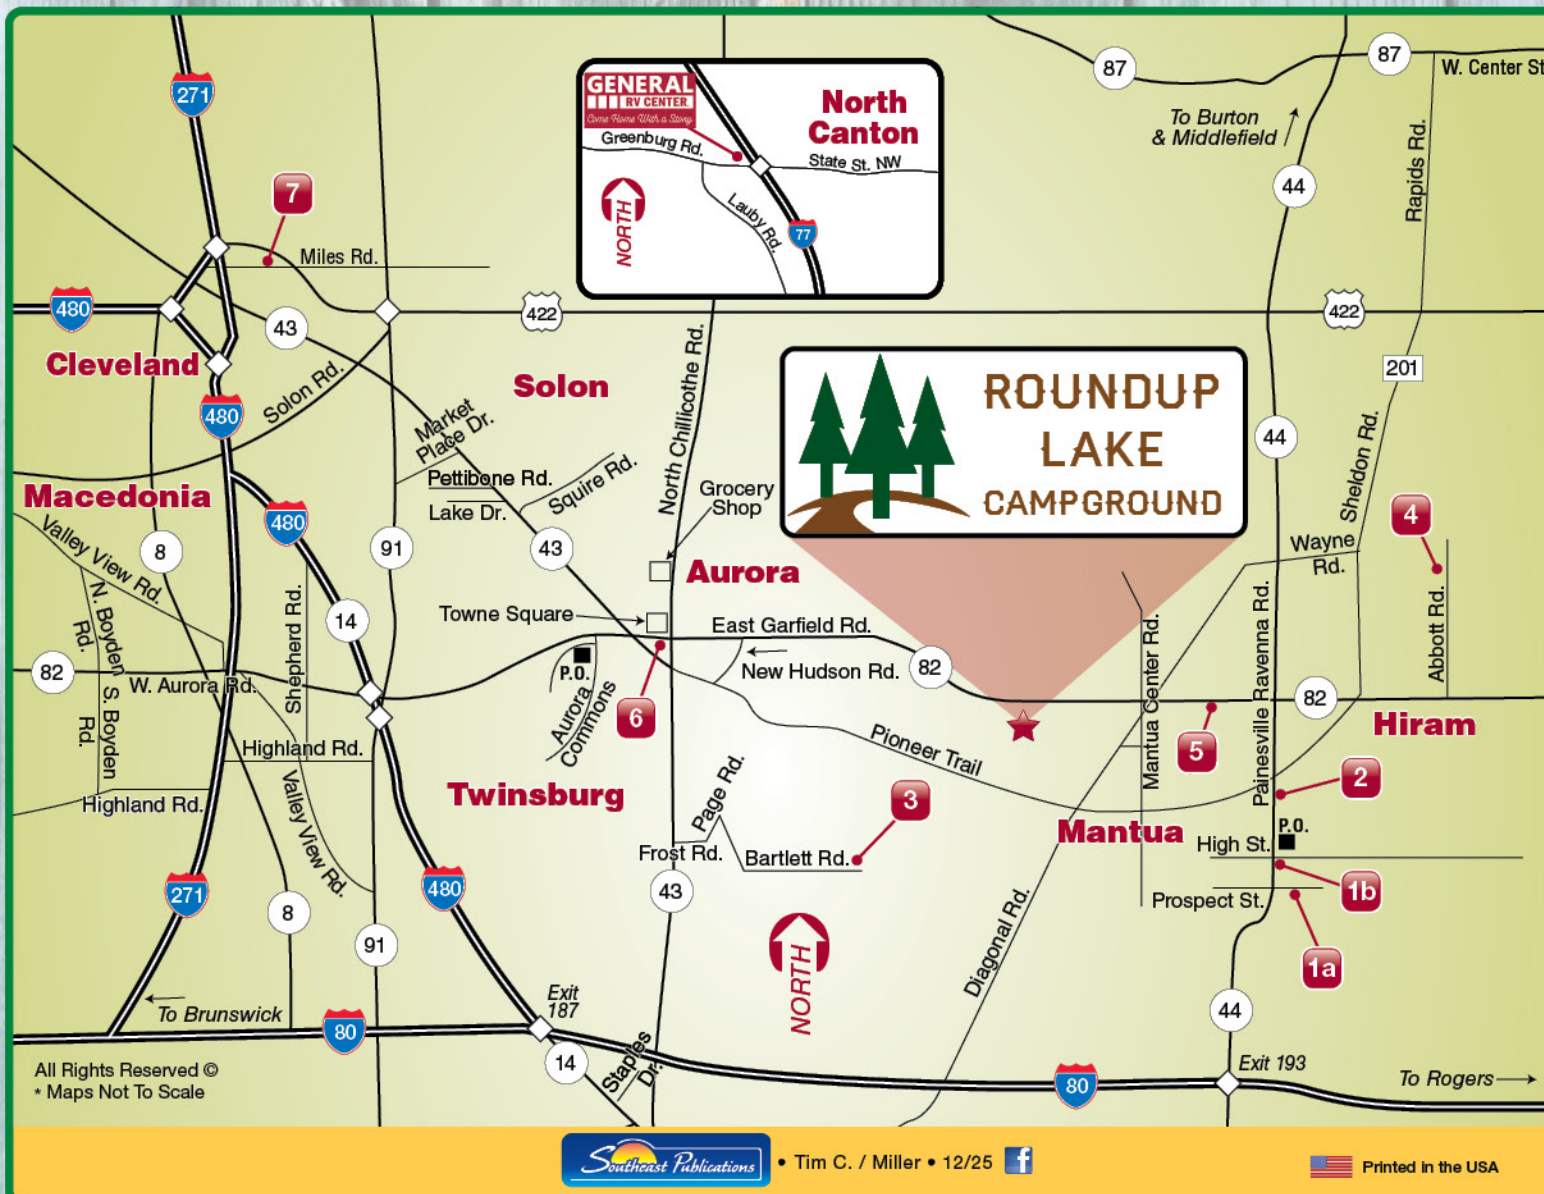 271
7
Miles Rd.
480
43
Cleveland
Solon Rd.
480
422
Solon
GENERAL
RV CENTER
Come Home With a Story
North
Canton
Greenburg Rd.
State St. NW
Lauby Rd.
77
NORTH
87
87
W. Center St
To Burton
& Middlefield
44
Rapids Rd.
422
201
44
Sheldon Rd.
ROUNDUP
LAKE
CAMPGROUND
North Chillicothe Rd.
Market
Place Dr.
Pettibone Rd.
Lake Dr.
Squire Rd.
Grocery
Shop
Macedonia
Valley View Rd.
8
480
91
43
Aurora
Towne Square
East Garfield Rd.
New Hudson Rd.
82
Wayne
Rd.
4
Abbott Rd.
N. Boyden
Rd.
S. Boyden
Rd.
Shepherd Rd.
14
82
W. Aurora Rd.
P.O.
Aurora
Commons
6
Pioneer Trail
Mantua Center Rd.
5
Painesville Ravenna Rd.
82
Hiram
Highland Rd.
Highland Rd.
Valley View Rd.
Twinsburg
Page Rd.
Frost Rd.
Bartlett Rd.
3
2
Mantua
P.O.
High St.
1b
Prospect St.
1a
271
8
91
480
43
NORTH
Diagonal Rd.
44
To Brunswick
80
Exit
187
14
Staples
Dr.
80
Exit 193
To Rogers
All Rights Reserved ©
* Maps Not To Scale
Southeast Publications • Tim C. / Miller • 12/25 f
Printed in the USA